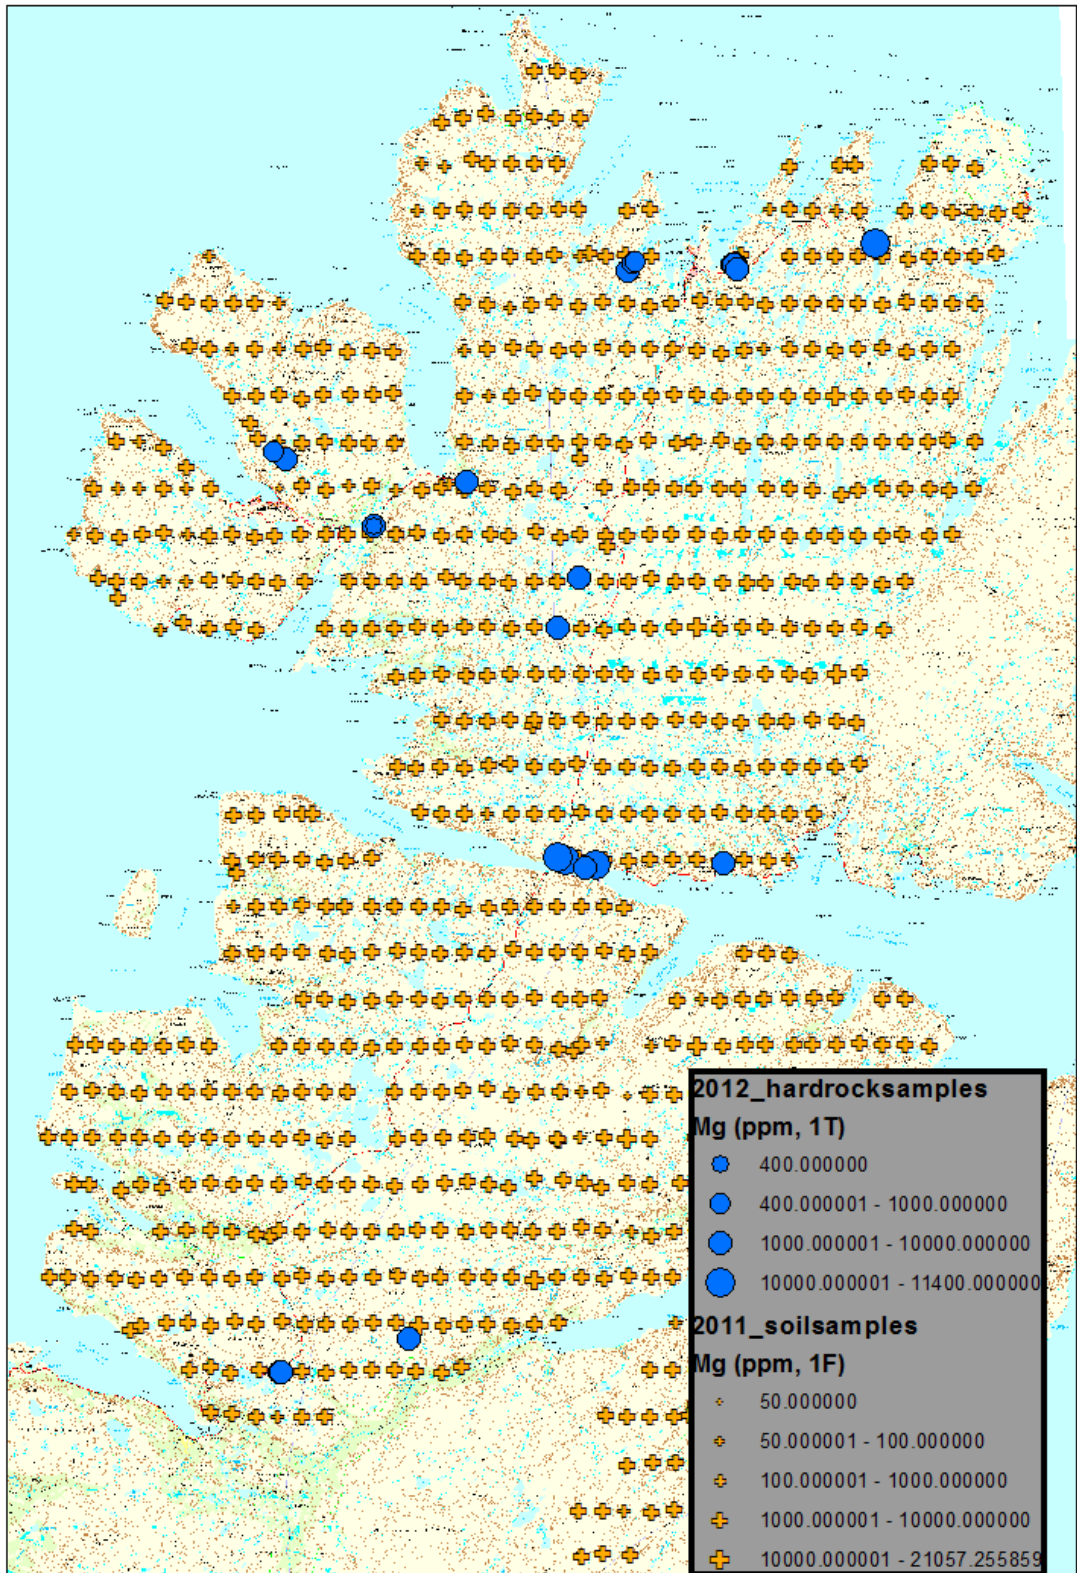 2012_hardrocksamples
Mg (ppm, 1T)
400.000000
400.000001 - 1000.000000
1000.000001 - 10000.000000
10000.000001 - 11400.000000
2011_soilsamples
Mg (ppm, 1F)
50.000000
50.000001 - 100.000000
100.000001 - 1000.000000
1000.000001 - 10000.000000
10000.000001 - 21057.255859